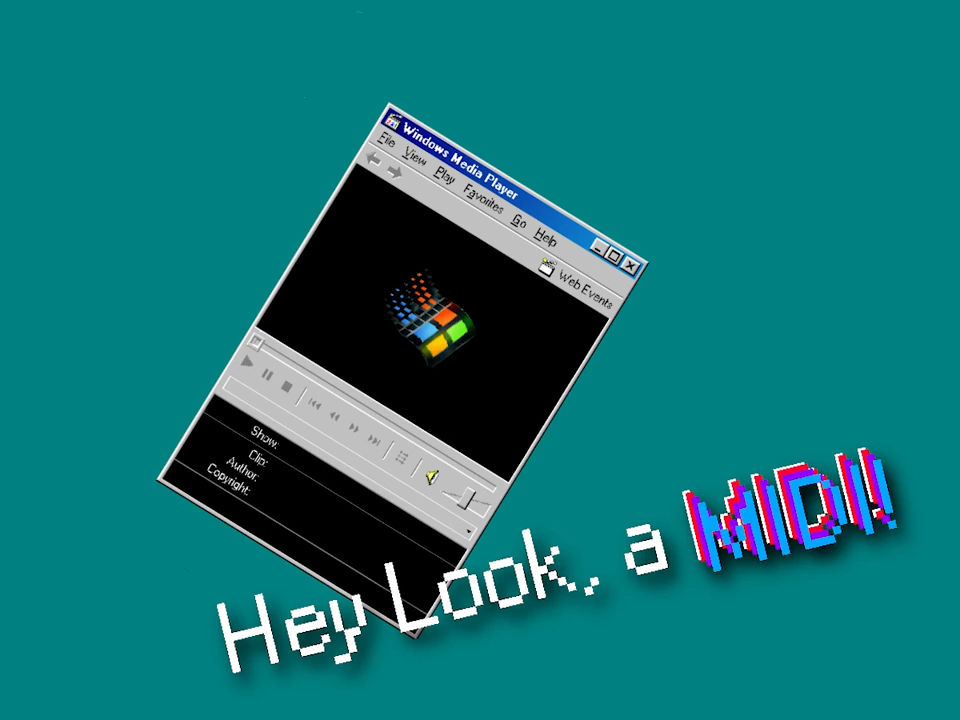 Windows Media Player
File View Play Favorites Go Help
Web Events
Show:
Clip:
Author:
Copyright:
Hey Look, a MIDI!